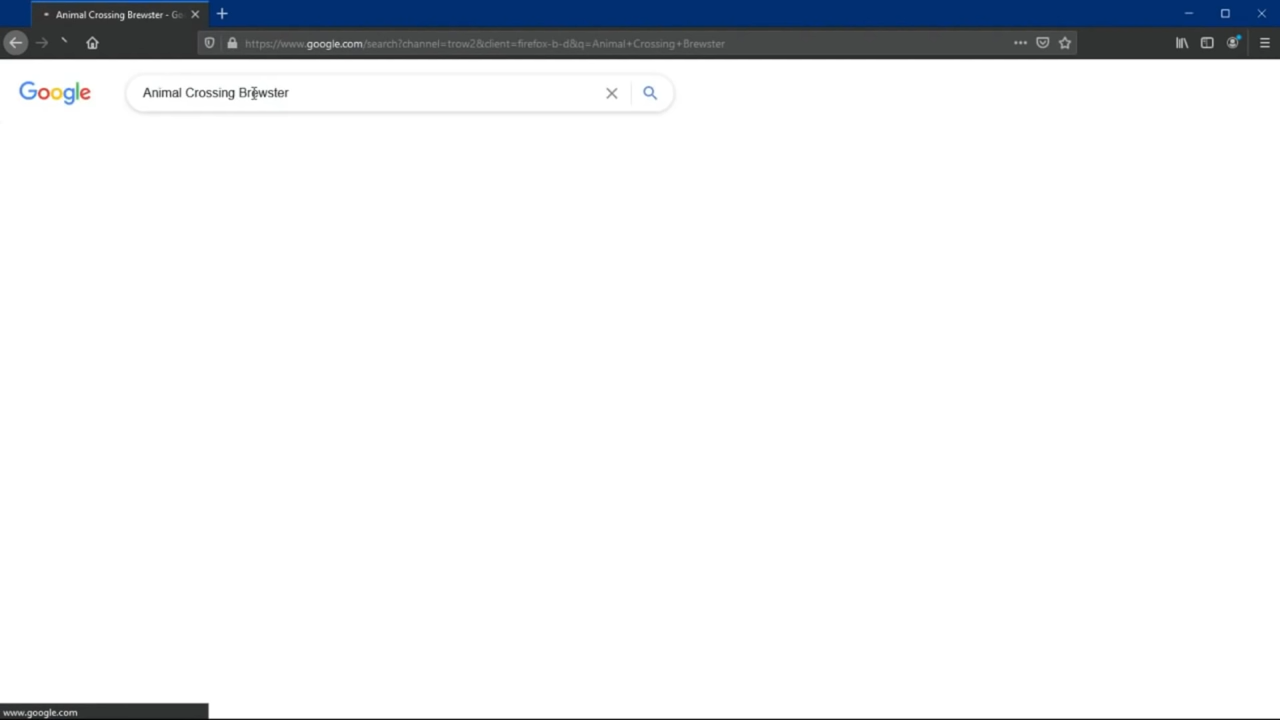 Animal Crossing Brewster - Go
https://www.google.com/search?channel=trow2&client=firefox-b-d&q=Animal+Crossing+Brewster
Google
Animal Crossing Brewster
www.google.com